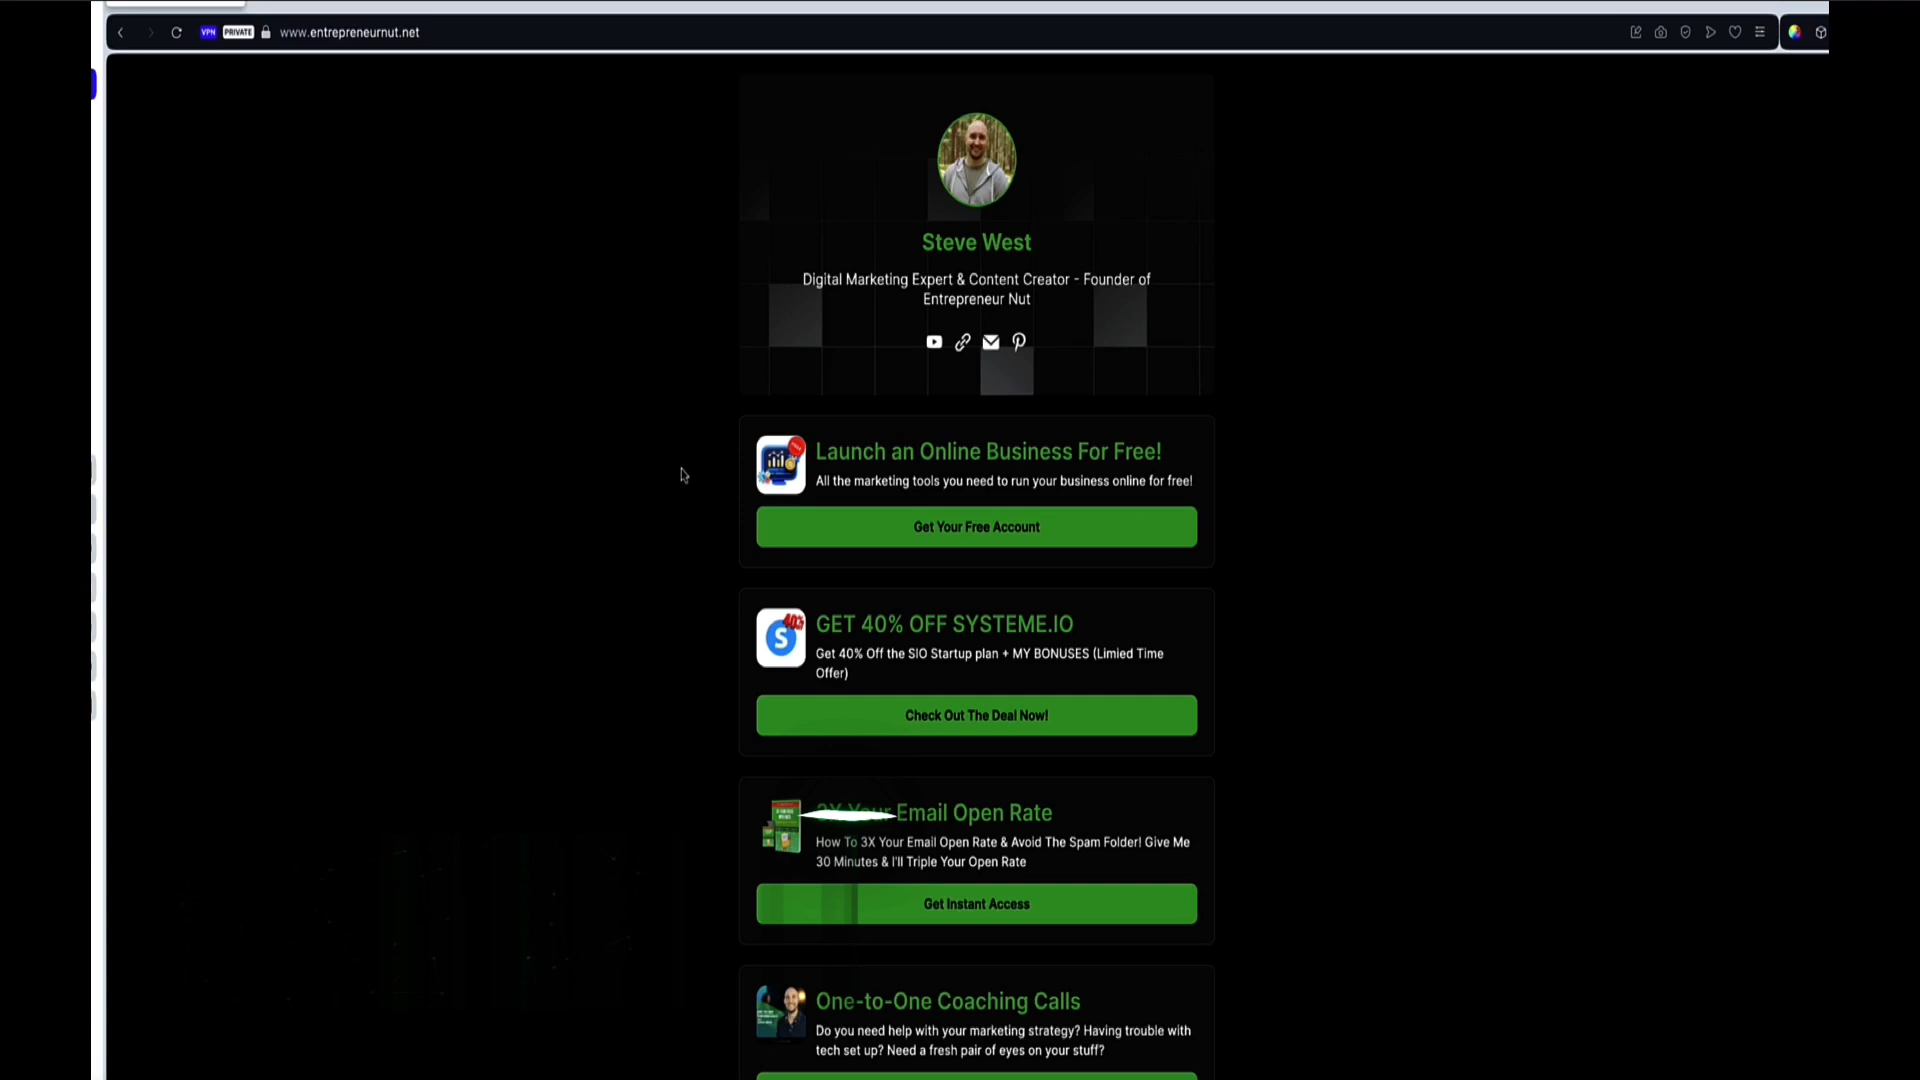 VPN PRIVATE www.entrepreneurnut.net
Steve West
Digital Marketing Expert & Content Creator - Founder of
Entrepreneur Nut
Launch an Online Business For Free!
All the marketing tools you need to run your business online for free!
Get Your Free Account
40%
S
GET 40% OFF SYSTEME.IO
Get 40% Off the SIO Startup plan + MY BONUSES (Limied Time
Offer)
Check Out The Deal Now!
3X Your Email Open Rate
How To 3X Your Email Open Rate & Avoid The Spam Folder! Give Me
30 Minutes & I'll Triple Your Open Rate
Get Instant Access
One-to-One Coaching Calls
Do you need help with your marketing strategy? Having trouble with
tech set up? Need a fresh pair of eyes on your stuff?